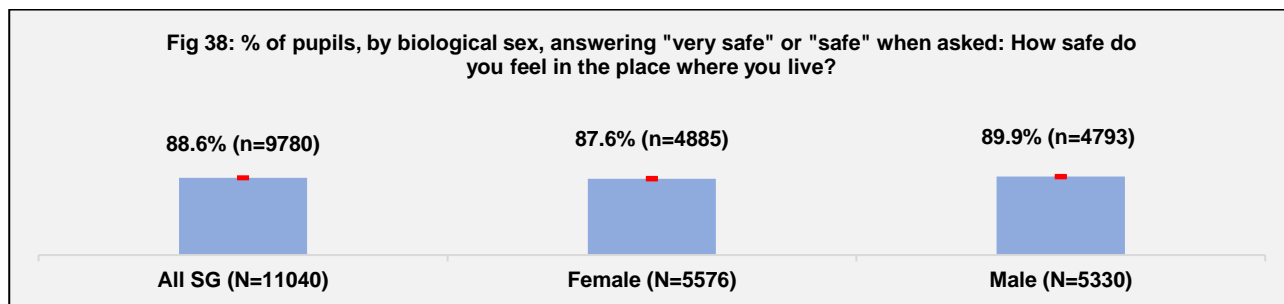 Fig 38: % of pupils, by biological sex, answering "very safe" or "safe" when asked: How safe do
you feel in the place where you live?
88.6% (n=9780)
87.6% (n=4885)
89.9% (n=4793)
All SG (N=11040)
Female (N=5576)
Male (N=5330)